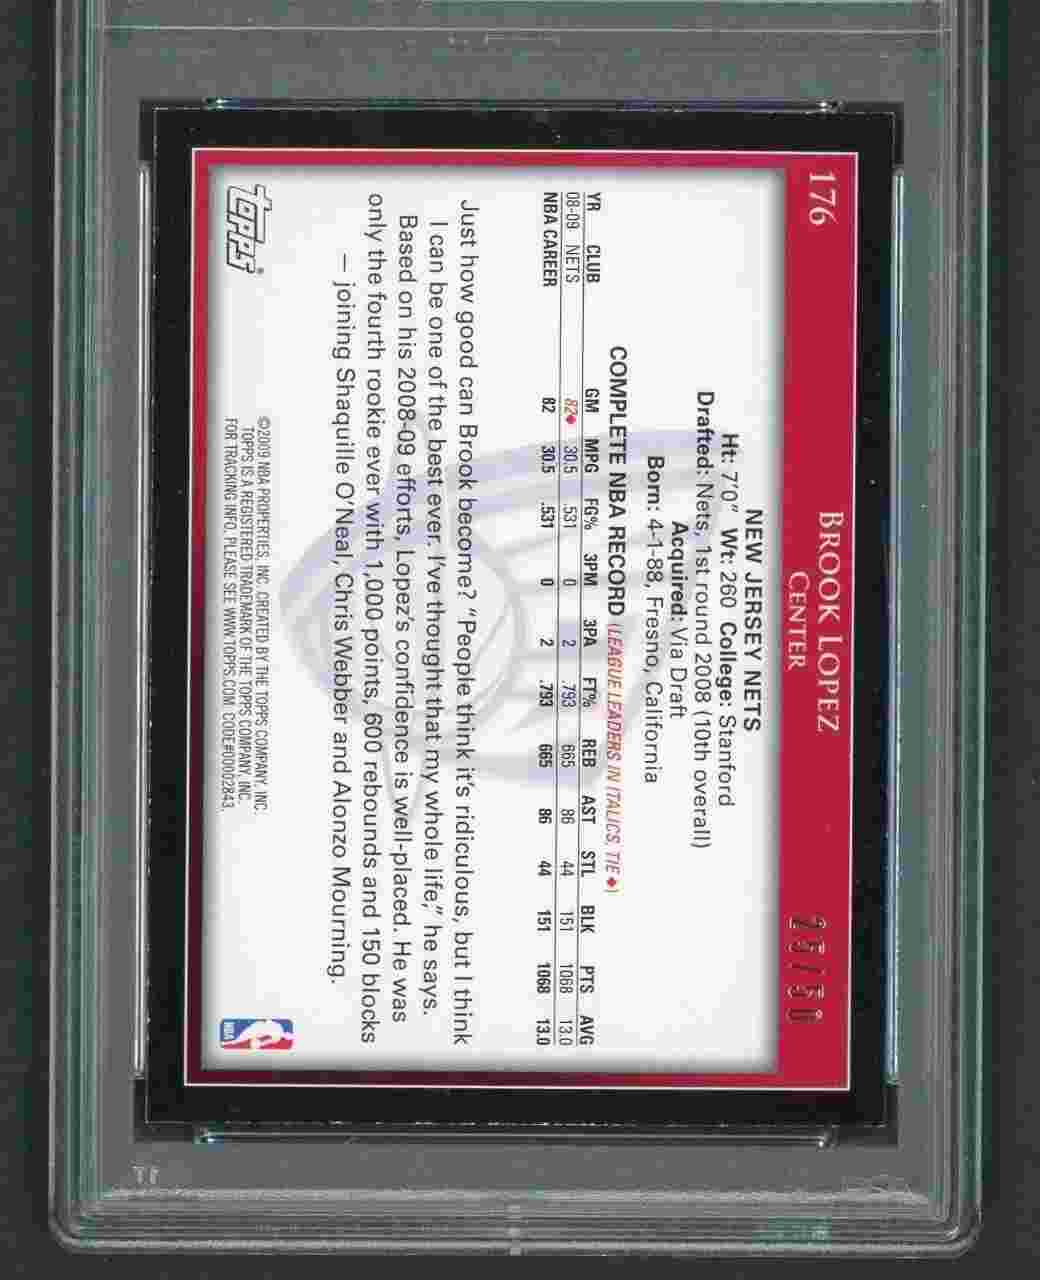 176
BROOK LOPEZ
CENTER
25/50
NEW JERSEY NETS
Ht: 7'0" Wt: 260 College: Stanford
Drafted: Nets, 1st round 2008 (10th overall)
Acquired: Via Draft
Born: 4-1-88, Fresno, California
COMPLETE NBA RECORD (LEAGUE LEADERS IN ITALICS, TIE ♦)
YR CLUB GM MPG FG% 3PM 3PA FT% REB AST STL BLK PTS AVG
08-09 NETS 82♦ 30.5 .531 0 2 .793 665 86 44 151 1068 13.0
NBA CAREER 82 30.5 .531 0 2 .793 665 86 44 151 1068 13.0
Just how good can Brook become? "People think it's ridiculous, but I think
I can be one of the best ever. I've thought that my whole life," he says.
Based on his 2008-09 efforts, Lopez's confidence is well-placed. He was
only the fourth rookie ever with 1,000 points, 600 rebounds and 150 blocks
— joining Shaquille O'Neal, Chris Webber and Alonzo Mourning.
topps®
©2009 NBA PROPERTIES, INC. CREATED BY THE TOPPS COMPANY, INC.
TOPPS IS A REGISTERED TRADEMARK OF THE TOPPS COMPANY, INC.
FOR TRACKING INFO, PLEASE SEE WWW.TOPPS.COM CODE#00002843.
NBA